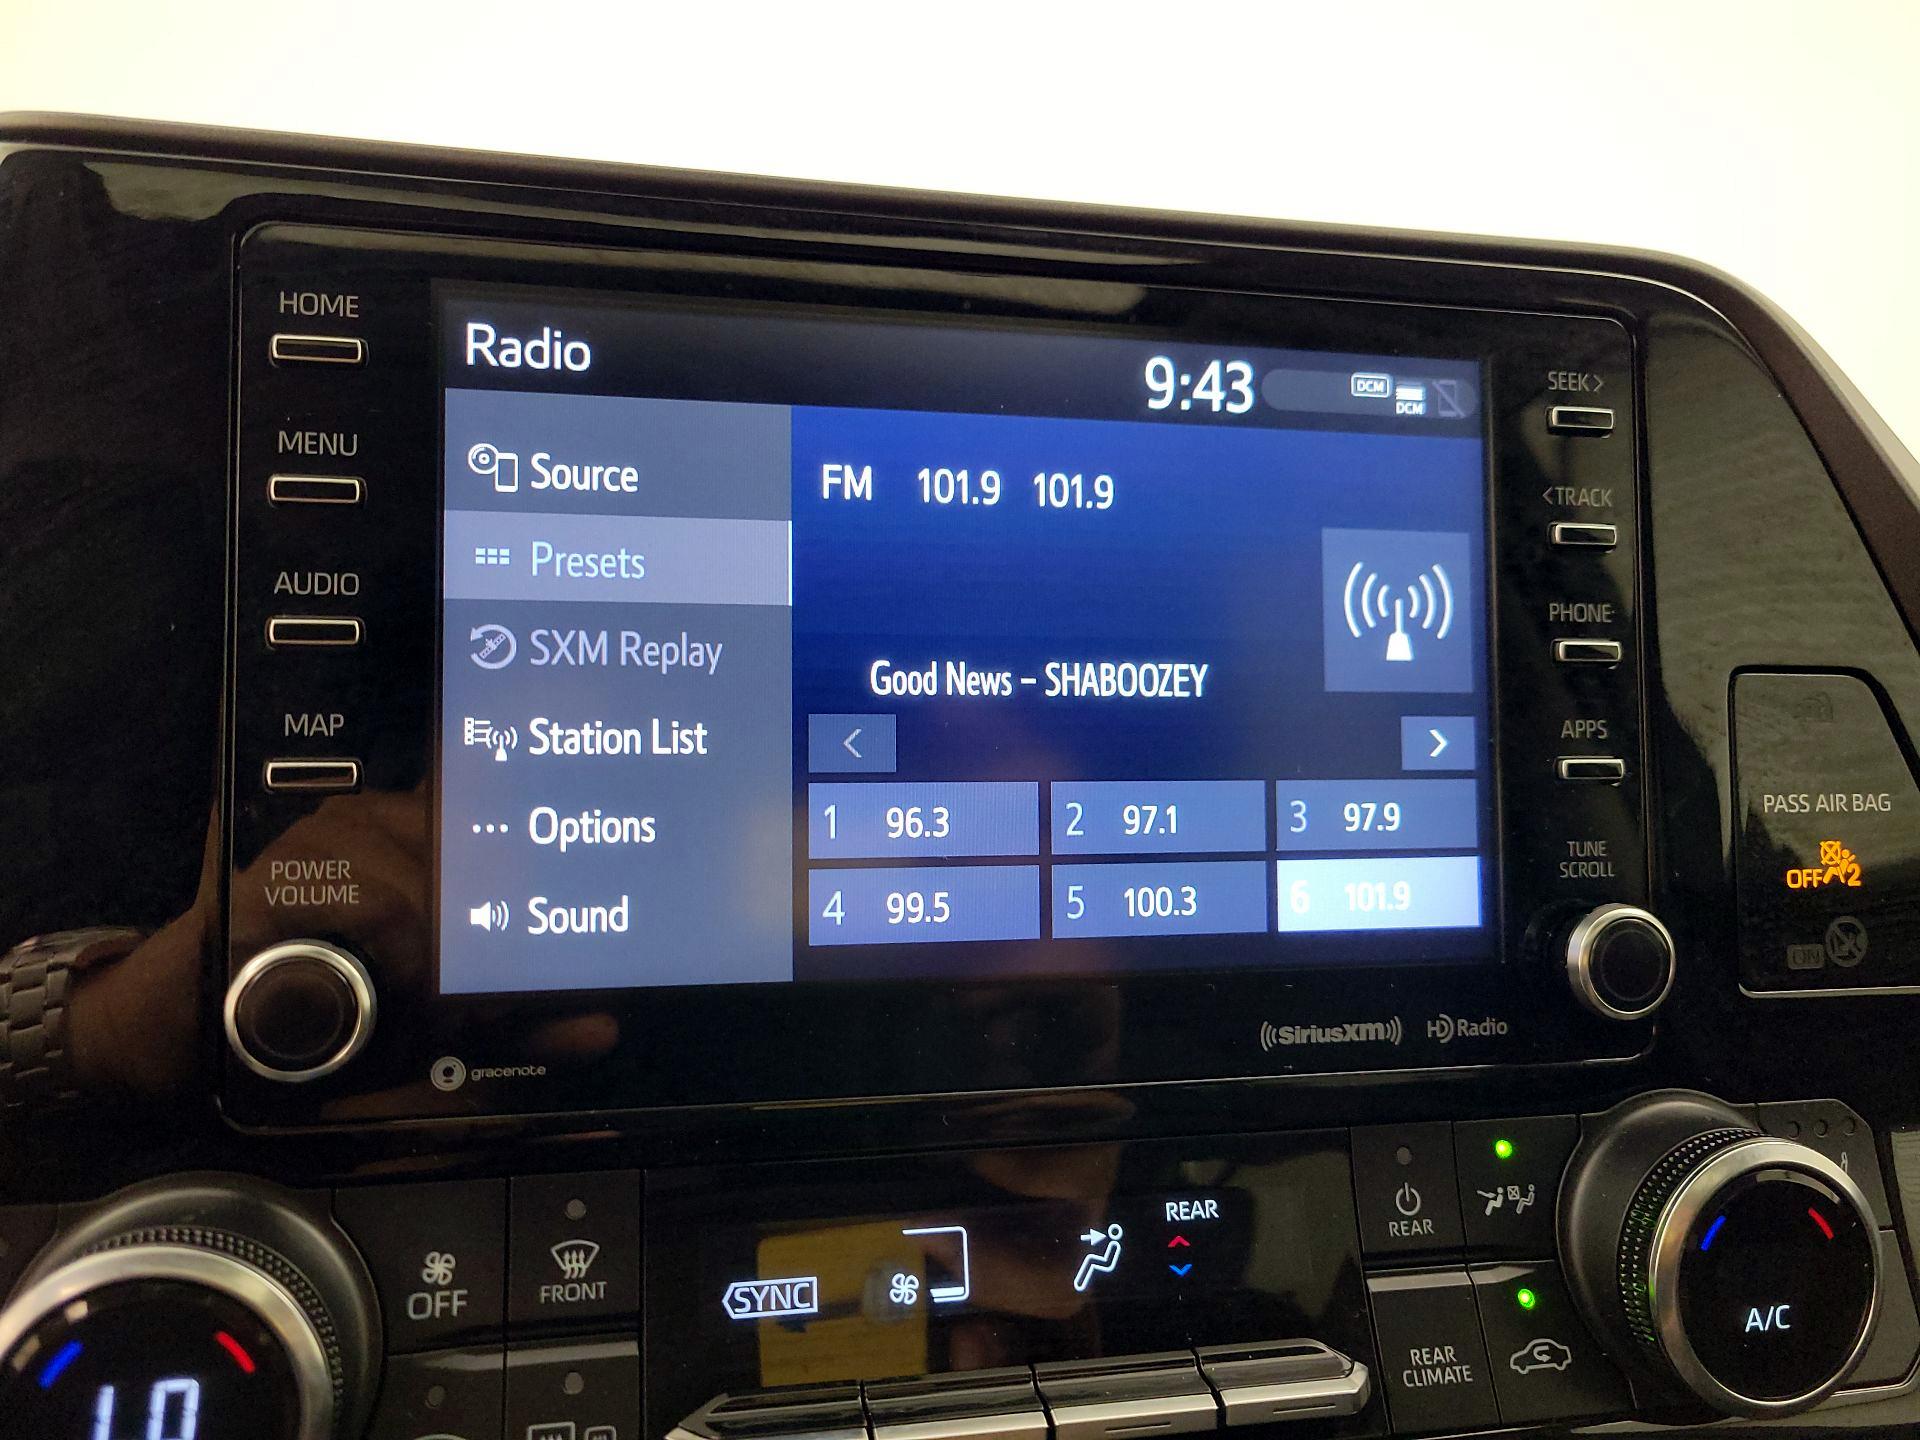 HOME
MENU
AUDIO
MAP
POWER
VOLUME
Radio
9:43
DCM
DCM
Source
Presets
SXM Replay
Station List
Options
Sound
FM 101.9 101.9
Good News – SHABOOZEY
<
>
1 96.3
2 97.1
3 97.9
4 99.5
5 100.3
6 101.9
SEEK>
<TRACK
PHONE
APPS
TUNE
SCROLL
PASS AIR BAG
OFF 2
ON
gracenote
((SiriusXM))
HD Radio
OFF
FRONT
SYNC
REAR
REAR
REAR
CLIMATE
A/C
LO